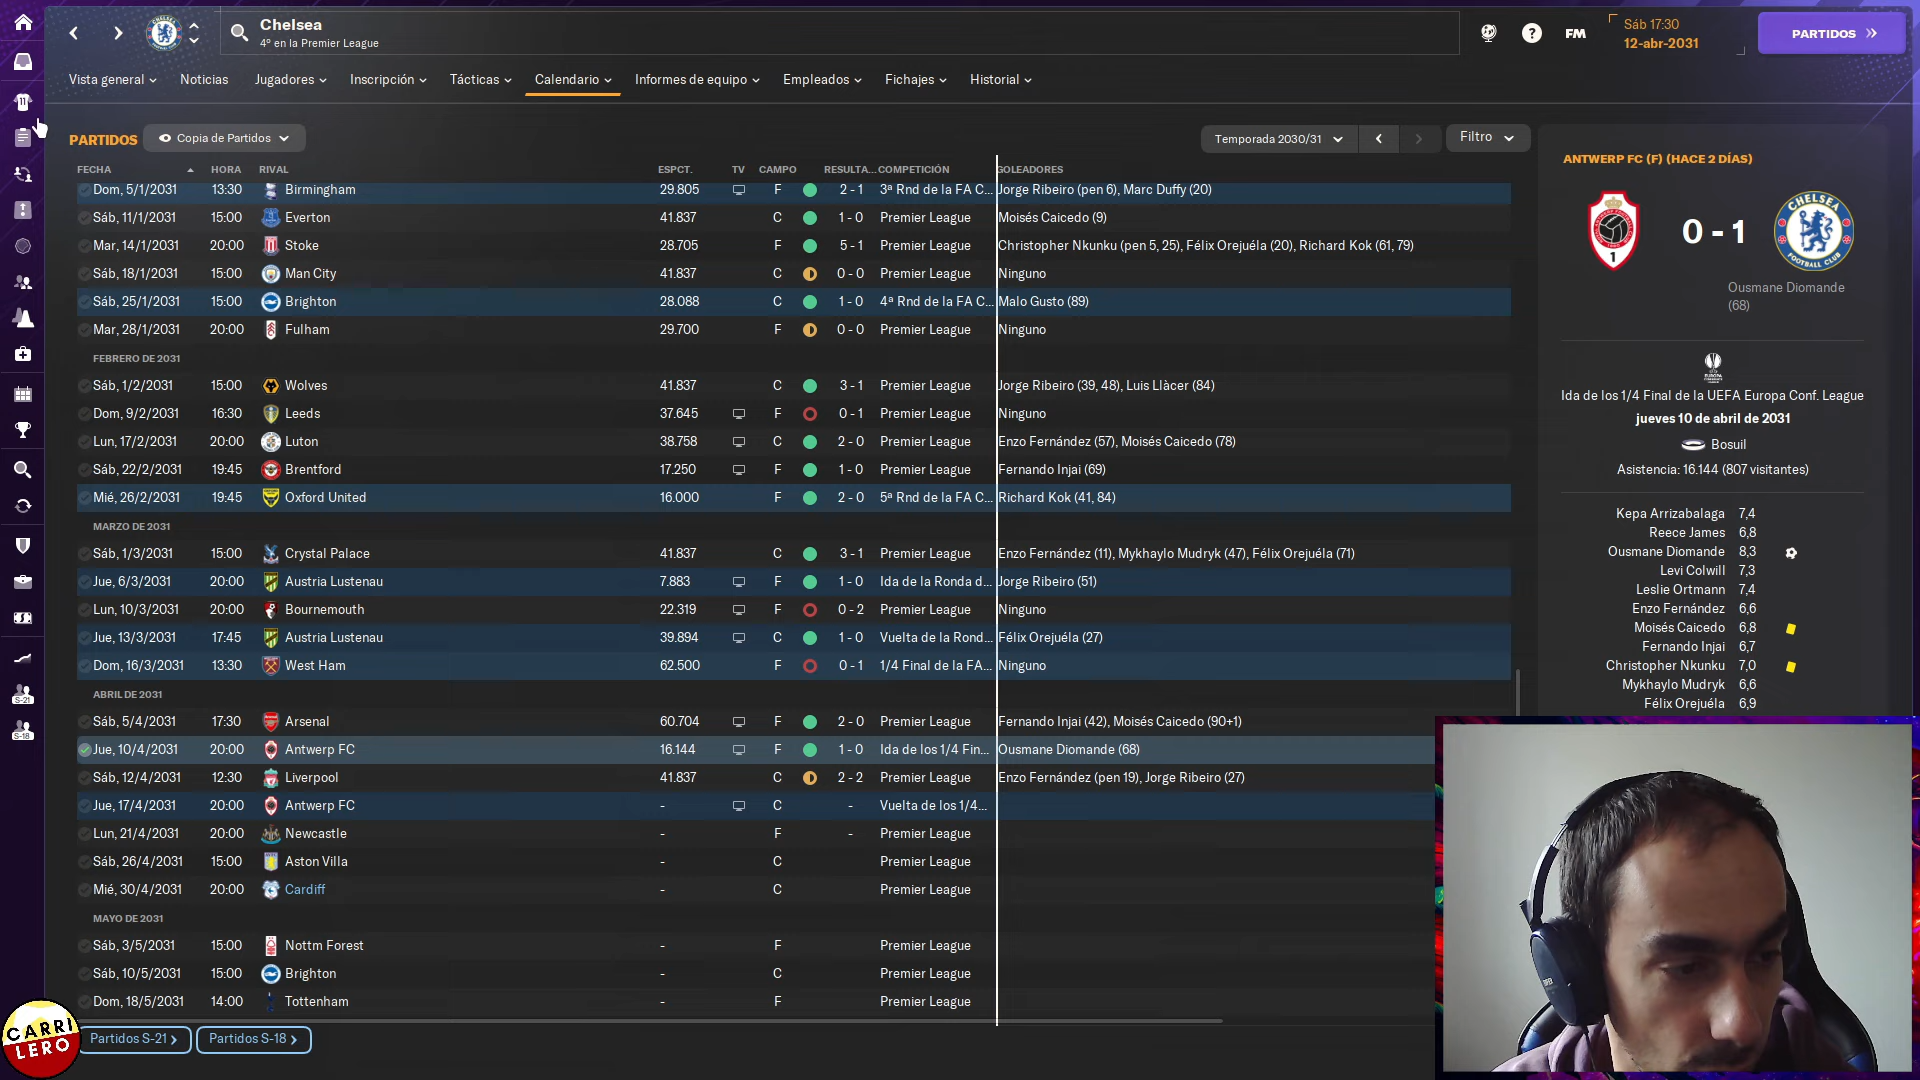 Chelsea
4º en la Premier League
FM
Sáb 17:30
12-abr-2031
PARTIDOS
Vista general
Noticias
Jugadores
Inscripción
Tácticas
Calendario
Informes de equipo
Empleados
Fichajes
Historial
PARTIDOS
Copia de Partidos
Temporada 2030/31
Filtro
FECHA HORA RIVAL ESPCT. TV CAMPO RESULTA... COMPETICIÓN GOLEADORES
Dom, 5/1/2031 13:30 Birmingham 29.805 F 2 - 1 3ª Rnd de la FA C... Jorge Ribeiro (pen 6), Marc Duffy (20)
Sáb, 11/1/2031 15:00 Everton 41.837 C 1 - 0 Premier League Moisés Caicedo (9)
Mar, 14/1/2031 20:00 Stoke 28.705 F 5 - 1 Premier League Christopher Nkunku (pen 5, 25), Félix Orejuéla (20), Richard Kok (61, 79)
Sáb, 18/1/2031 15:00 Man City 41.837 C 0 - 0 Premier League Ninguno
Sáb, 25/1/2031 15:00 Brighton 28.088 C 1 - 0 4ª Rnd de la FA C... Malo Gusto (89)
Mar, 28/1/2031 20:00 Fulham 29.700 F 0 - 0 Premier League Ninguno
FEBRERO DE 2031
Sáb, 1/2/2031 15:00 Wolves 41.837 C 3 - 1 Premier League Jorge Ribeiro (39, 48), Luis Llàcer (84)
Dom, 9/2/2031 16:30 Leeds 37.645 F 0 - 1 Premier League Ninguno
Lun, 17/2/2031 20:00 Luton 38.758 C 2 - 0 Premier League Enzo Fernández (57), Moisés Caicedo (78)
Sáb, 22/2/2031 19:45 Brentford 17.250 F 1 - 0 Premier League Fernando Injai (69)
Mié, 26/2/2031 19:45 Oxford United 16.000 F 2 - 0 5ª Rnd de la FA C... Richard Kok (41, 84)
MARZO DE 2031
Sáb, 1/3/2031 15:00 Crystal Palace 41.837 C 3 - 1 Premier League Enzo Fernández (11), Mykhaylo Mudryk (47), Félix Orejuéla (71)
Jue, 6/3/2031 20:00 Austria Lustenau 7.883 F 1 - 0 Ida de la Ronda d... Jorge Ribeiro (51)
Lun, 10/3/2031 20:00 Bournemouth 22.319 F 0 - 2 Premier League Ninguno
Jue, 13/3/2031 17:45 Austria Lustenau 39.894 C 1 - 0 Vuelta de la Rond... Félix Orejuéla (27)
Dom, 16/3/2031 13:30 West Ham 62.500 F 0 - 1 1/4 Final de la FA... Ninguno
ABRIL DE 2031
Sáb, 5/4/2031 17:30 Arsenal 60.704 F 2 - 0 Premier League Fernando Injai (42), Moisés Caicedo (90+1)
Jue, 10/4/2031 20:00 Antwerp FC 16.144 F 1 - 0 Ida de los 1/4 Fin... Ousmane Diomande (68)
Sáb, 12/4/2031 12:30 Liverpool 41.837 C 2 - 2 Premier League Enzo Fernández (pen 19), Jorge Ribeiro (27)
Jue, 17/4/2031 20:00 Antwerp FC - C - Vuelta de los 1/4...
Lun, 21/4/2031 20:00 Newcastle - F - Premier League
Sáb, 26/4/2031 15:00 Aston Villa - C Premier League
Mié, 30/4/2031 20:00 Cardiff - C Premier League
MAYO DE 2031
Sáb, 3/5/2031 15:00 Nottm Forest - F Premier League
Sáb, 10/5/2031 15:00 Brighton - C Premier League
Dom, 18/5/2031 14:00 Tottenham - F Premier League
Partidos S-21
Partidos S-18
ANTWERP FC (F) (HACE 2 DÍAS)
1
0 - 1
CHELSEA
FOOTBALL CLUB
Ousmane Diomande
(68)
Ida de los 1/4 Final de la UEFA Europa Conf. League
jueves 10 de abril de 2031
Bosuil
Asistencia: 16.144 (807 visitantes)
Kepa Arrizabalaga 7,4
Reece James 6,8
Ousmane Diomande 8,3
Levi Colwill 7,3
Leslie Ortmann 7,4
Enzo Fernández 6,6
Moisés Caicedo 6,8
Fernando Injai 6,7
Christopher Nkunku 7,0
Mykhaylo Mudryk 6,6
Félix Orejuéla 6,9
11
S-21
S-18
CARRI
LERO